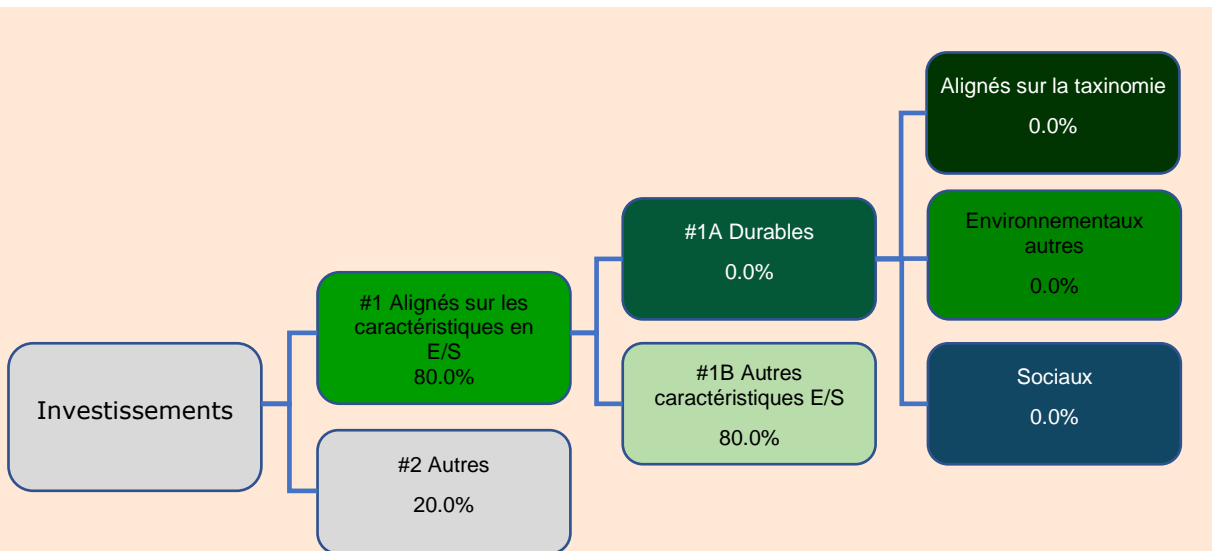 Investissements
#1 Alignés sur les
caractéristiques en
E/S
80.0%
#2 Autres
20.0%
#1A Durables
0.0%
#1B Autres
caractéristiques E/S
80.0%
Alignés sur la taxinomie
0.0%
Environnementaux
autres
0.0%
Sociaux
0.0%